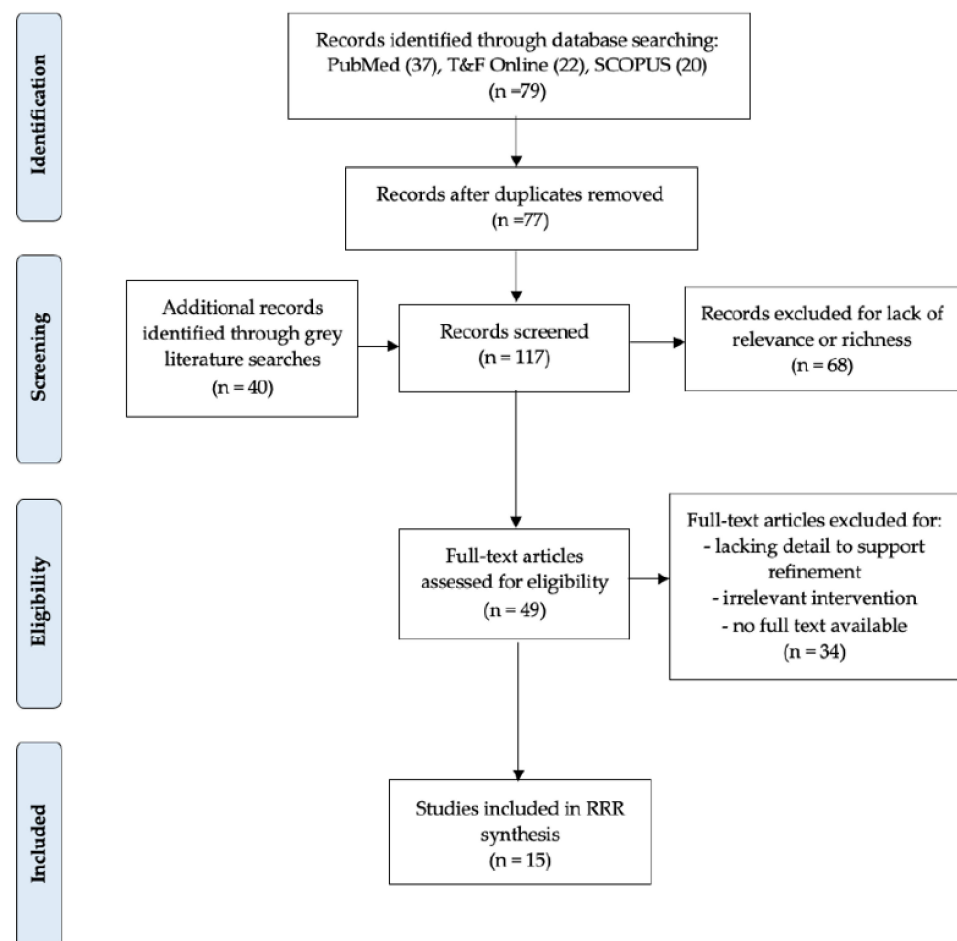 Identification
Records identified through database searching:
PubMed (37), T&F Online (22), SCOPUS (20)
(n =79)
Records after duplicates removed
(n =77)
Screening
Additional records
identified through grey
literature searches
(n = 40)
Records screened
(n = 117)
Records excluded for lack of
relevance or richness
(n = 68)
Eligibility
Full-text articles
assessed for eligibility
(n = 49)
Full-text articles excluded for:
- lacking detail to support
refinement
- irrelevant intervention
- no full text available
(n = 34)
Included
Studies included in RRR
synthesis
(n = 15)